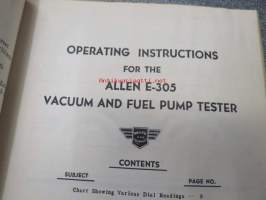 OPERATING INSTRUCTIONS
FOR THE
ALLEN E-305
VACUUM AND FUEL PUMP TESTER
CONTENTS
SUBJECT PAGE NO.
Chart Showing Various Dial Readings